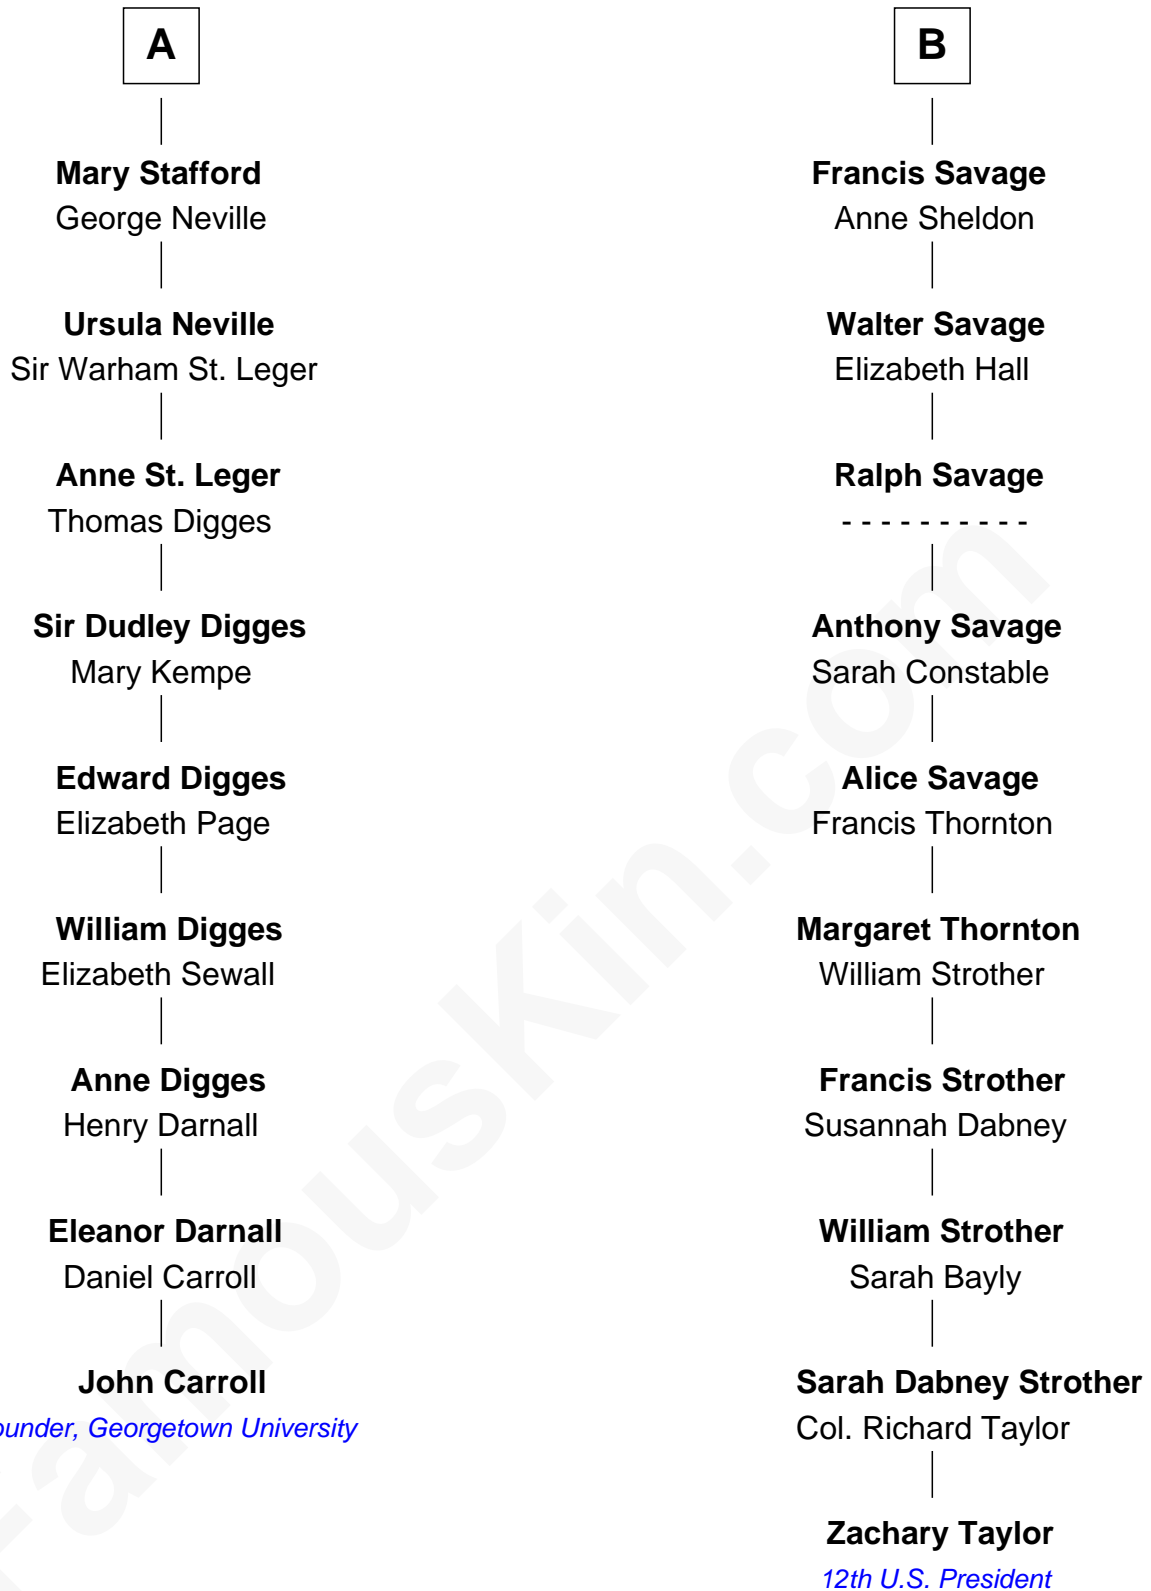 A
Mary Stafford
George Neville
Ursula Neville
Sir Warham St. Leger
Anne St. Leger
Thomas Digges
Sir Dudley Digges
Mary Kempe
Edward Digges
Elizabeth Page
William Digges
Elizabeth Sewall
Anne Digges
Henry Darnall
Eleanor Darnall
Daniel Carroll
John Carroll
ounder, Georgetown University
B
Francis Savage
Anne Sheldon
Walter Savage
Elizabeth Hall
Ralph Savage
- - - - - - - - - -
Anthony Savage
Sarah Constable
Alice Savage
Francis Thornton
Margaret Thornton
William Strother
Francis Strother
Susannah Dabney
William Strother
Sarah Bayly
Sarah Dabney Strother
Col. Richard Taylor
Zachary Taylor
12th U.S. President
FamousKin.com